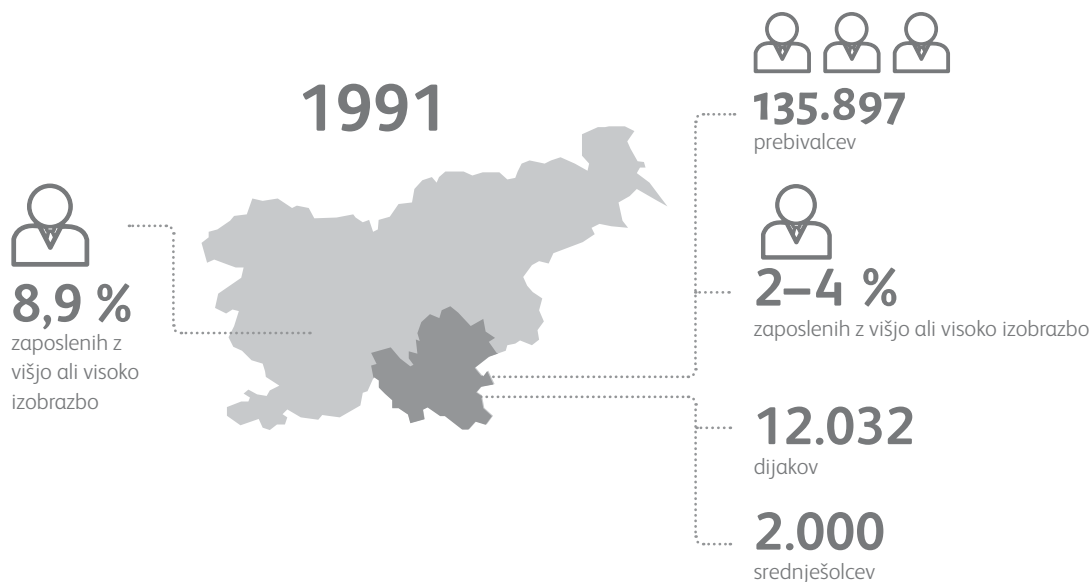 1991
8,9 %
zaposlenih z
višjo ali visoko
izobrazbo
135.897
prebivalcev
2–4 %
zaposlenih z višjo ali visoko izobrazbo
12.032
dijakov
2.000
srednješolcev